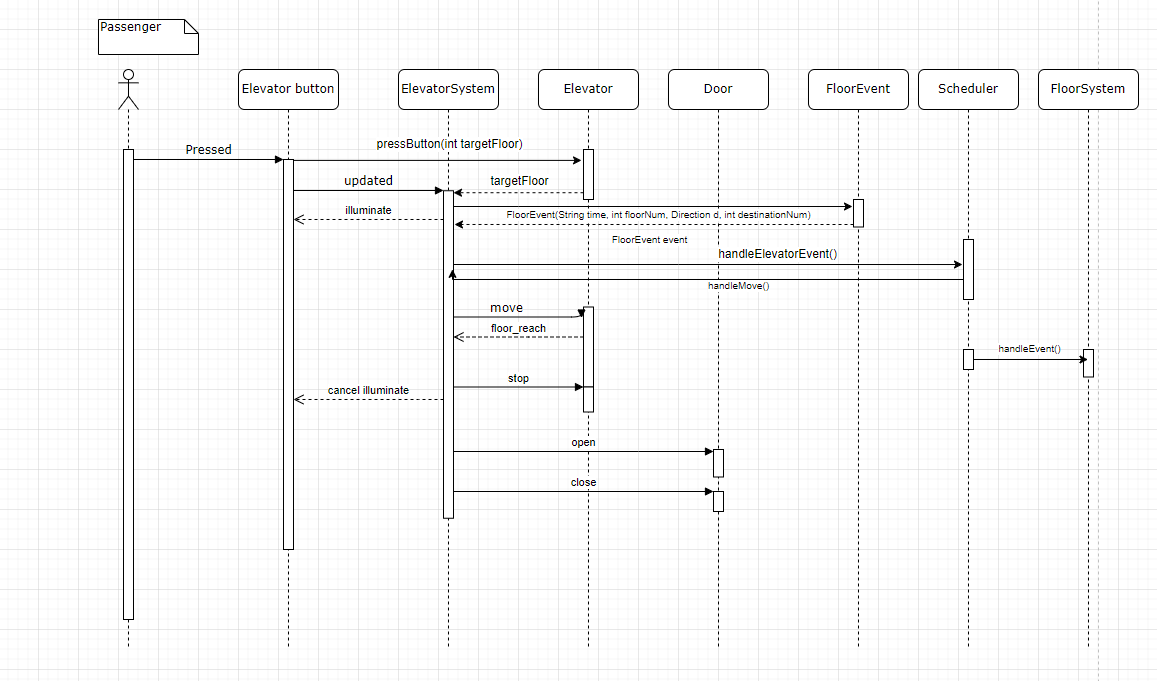 Passenger
Elevator button
ElevatorSystem
Elevator
Door
FloorEvent
Scheduler
FloorSystem
Pressed
pressButton(int targetFloor)
updated
targetFloor
illuminate
FloorEvent(String time, int floorNum, Direction d, int destinationNum)
FloorEvent event
handleElevatorEvent()
handleMove()
move
floor_reach
handleEvent()
stop
cancel illuminate
open
close